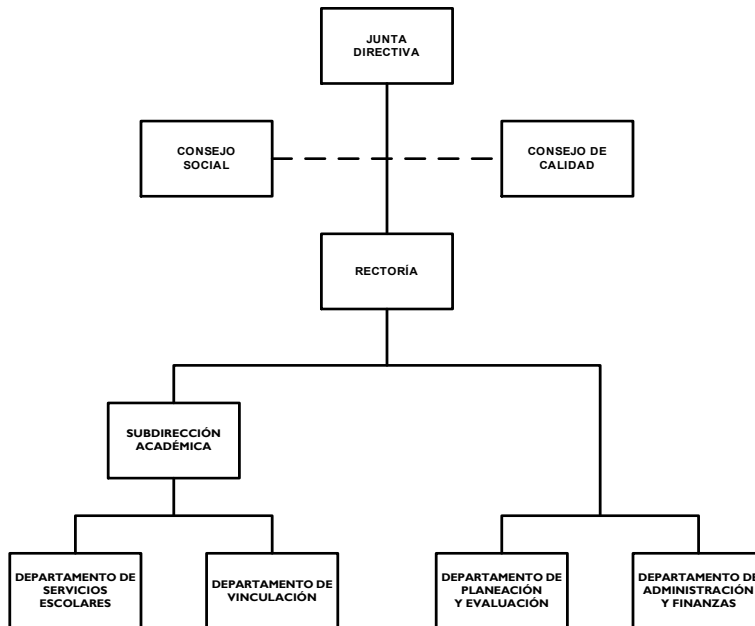 JUNTA
DIRECTIVA
CONSEJO
SOCIAL
CONSEJO DE
CALIDAD
RECTORÍA
SUBDIRECCIÓN
ACADÉMICA
DEPARTAMENTO DE
SERVICIOS
ESCOLARES
DEPARTAMENTO DE
VINCULACIÓN
DEPARTAMENTO DE
PLANEACIÓN
Y EVALUACIÓN
DEPARTAMENTO DE
ADMINISTRACIÓN
Y FINANZAS